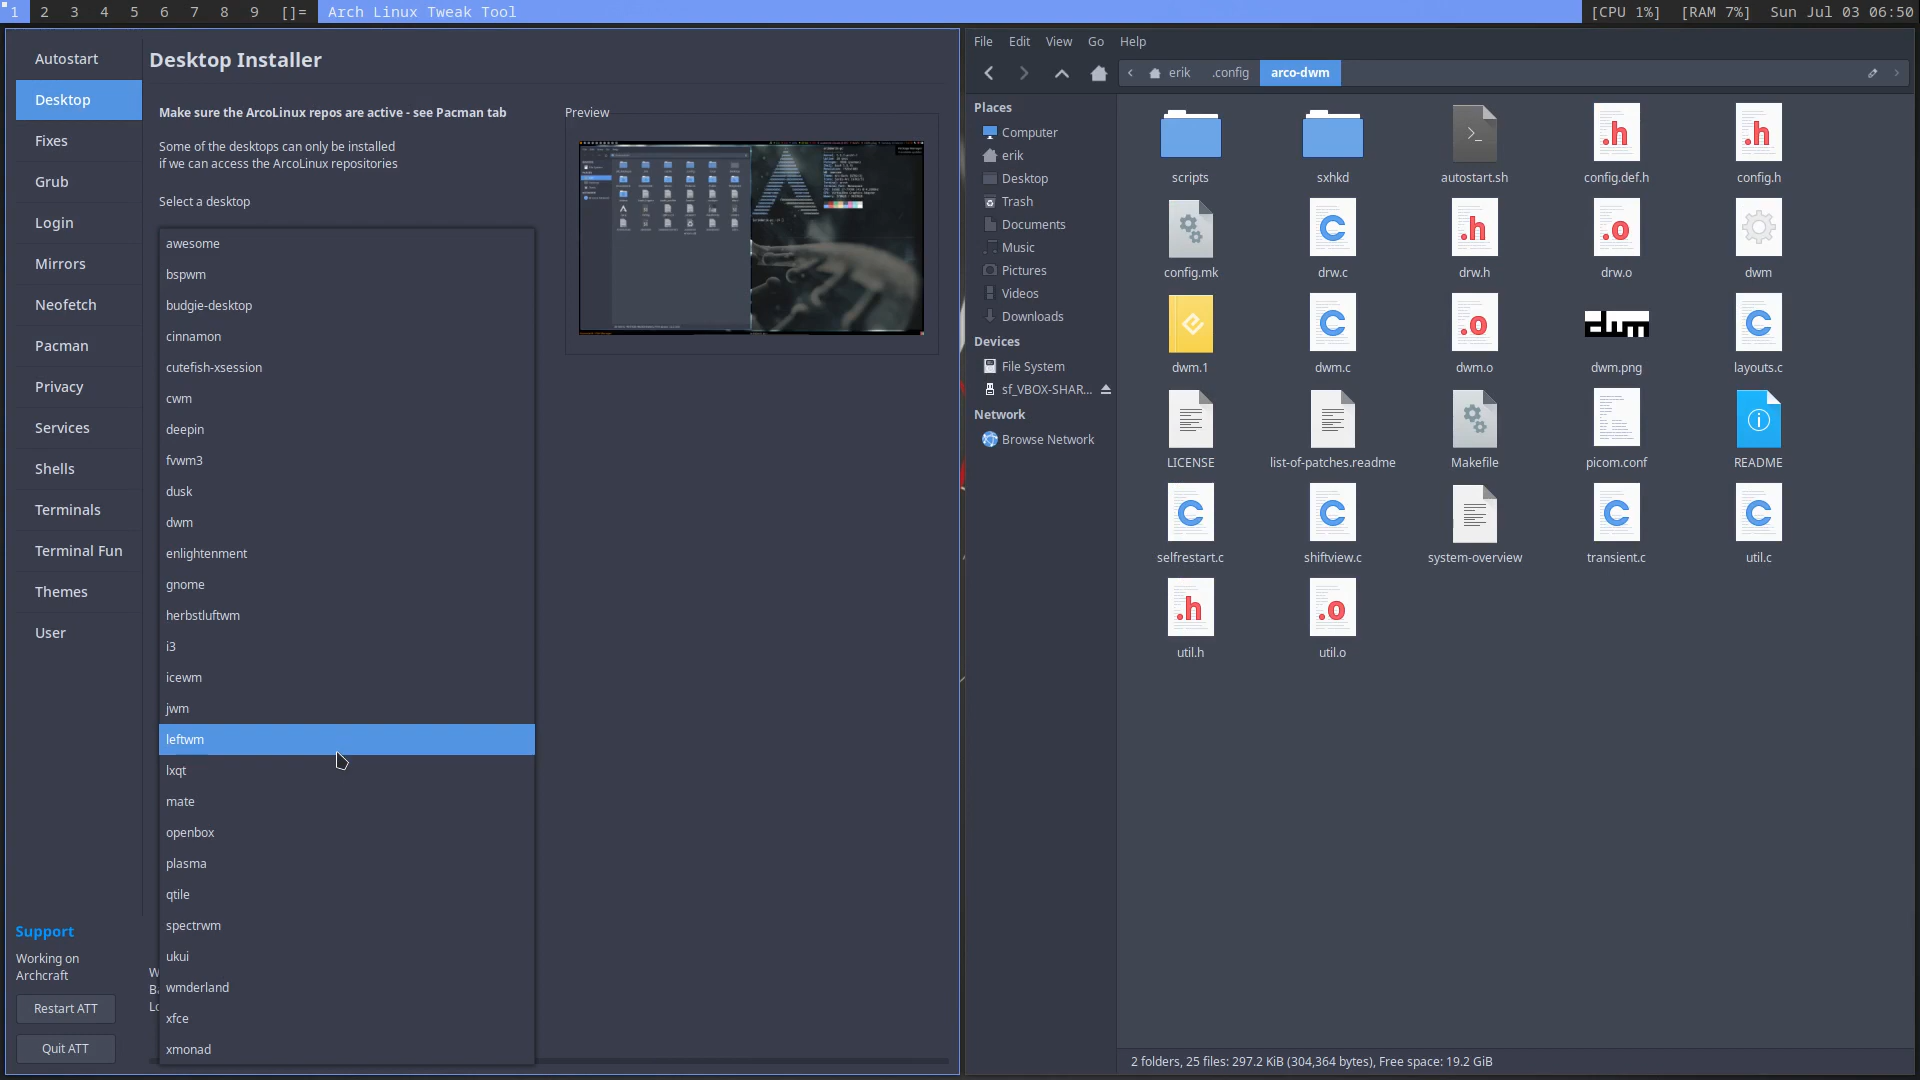 1 2 3 4 5 6 7 8 9 []= Arch Linux Tweak Tool [CPU 1%] [RAM 7%] Sun Jul 03 06:50
Autostart
Desktop
Fixes
Grub
Login
Mirrors
Neofetch
Pacman
Privacy
Services
Shells
Terminals
Terminal Fun
Themes
User
Support
Working on
Archcraft
Restart ATT
Quit ATT
Desktop Installer
Make sure the ArcoLinux repos are active - see Pacman tab
Some of the desktops can only be installed
if we can access the ArcoLinux repositories
Select a desktop
awesome
bspwm
budgie-desktop
cinnamon
cutefish-xsession
cwm
deepin
fvwm3
dusk
dwm
enlightenment
gnome
herbstluftwm
i3
icewm
jwm
leftwm
lxqt
mate
openbox
plasma
qtile
spectrwm
ukui
wmderland
xfce
xmonad
Preview
File Edit View Go Help
erik .config arco-dwm
Places
Computer
erik
Desktop
Trash
Documents
Music
Pictures
Videos
Downloads
Devices
File System
sf_VBOX-SHAR...
Network
Browse Network
scripts sxhkd autostart.sh config.def.h config.h
config.mk drw.c drw.h drw.o dwm
dwm.1 dwm.c dwm.o dwm.png layouts.c
LICENSE list-of-patches.readme Makefile picom.conf README
selfrestart.c shiftview.c system-overview transient.c util.c
util.h util.o
2 folders, 25 files: 297.2 KiB (304,364 bytes), Free space: 19.2 GiB